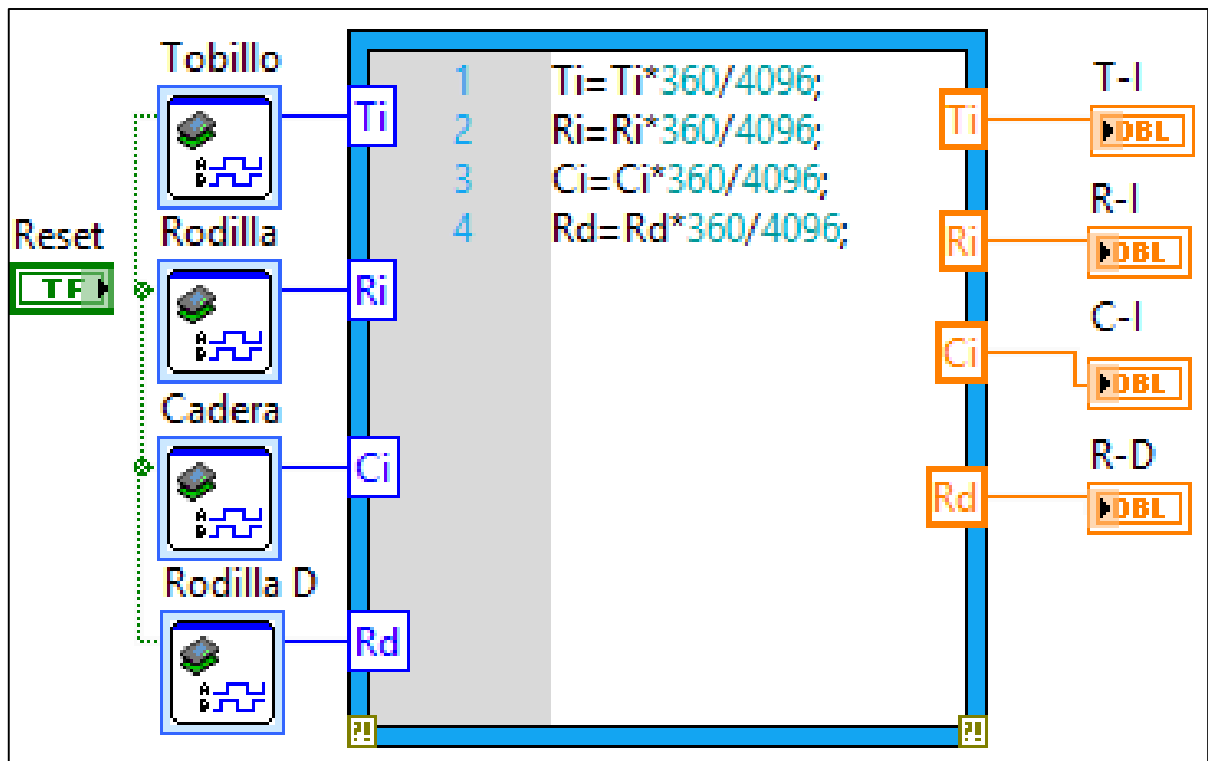 Tobillo
Rodilla
Cadera
Rodilla D
Reset
TF
A
B
A
B
A
B
A
B
Ti
Ri
Ci
Rd
1 Ti=Ti*360/4096;
2 Ri=Ri*360/4096;
3 Ci=Ci*360/4096;
4 Rd=Rd*360/4096;
?!
?!
Ti
Ri
Ci
Rd
T-I
DBL
R-I
DBL
C-I
DBL
R-D
DBL